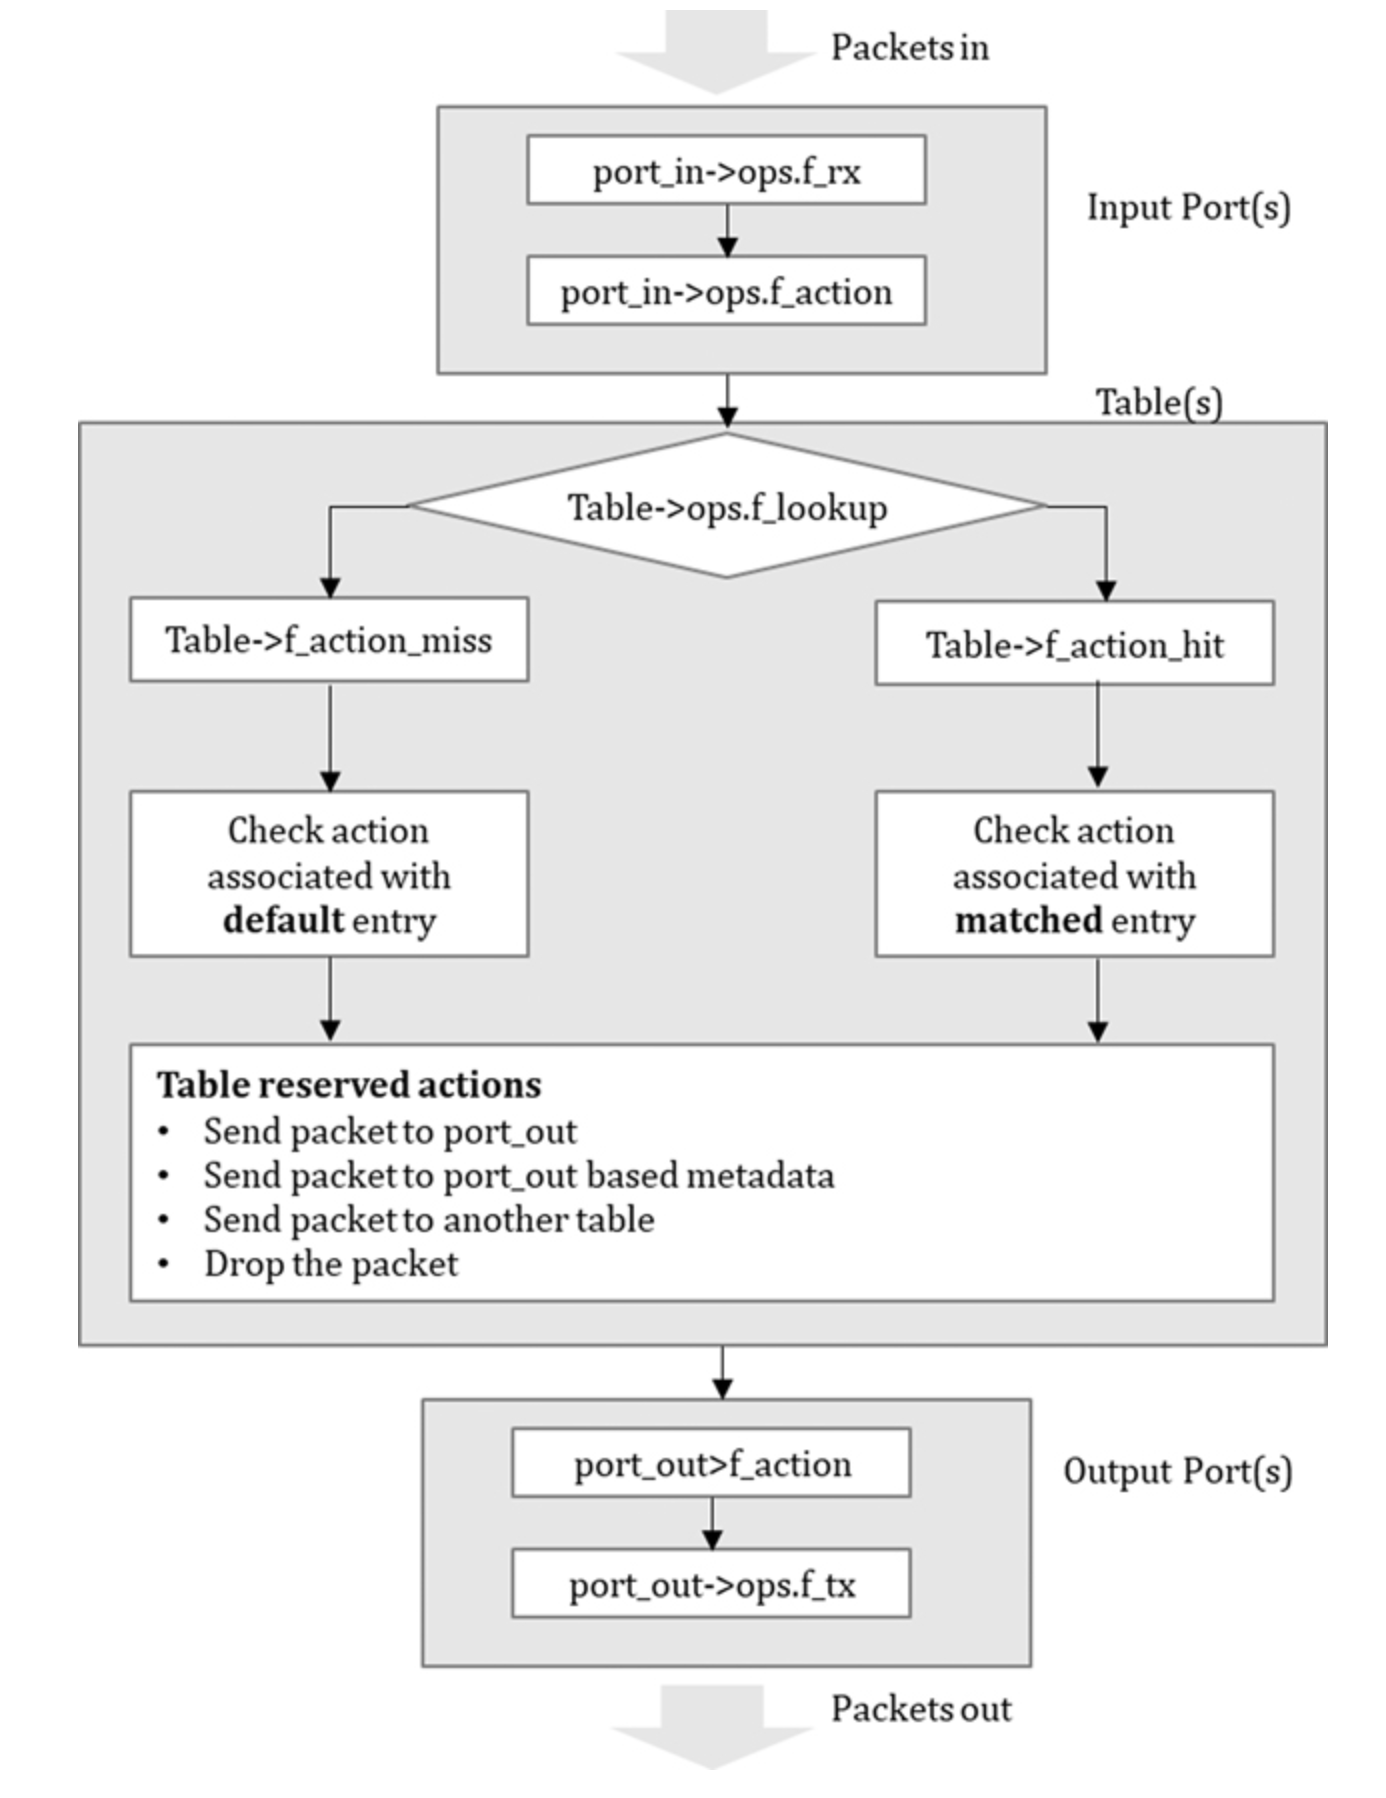 Packets in
port_in->ops.f_rx
port_in->ops.f_action
Input Port(s)
Table(s)
Table->ops.f_lookup
Table->f_action_miss
Table->f_action_hit
Check action
associated with
default entry
Check action
associated with
matched entry
Table reserved actions
• Send packet to port_out
• Send packet to port_out based metadata
• Send packet to another table
• Drop the packet
port_out>f_action
port_out->ops.f_tx
Output Port(s)
Packets out